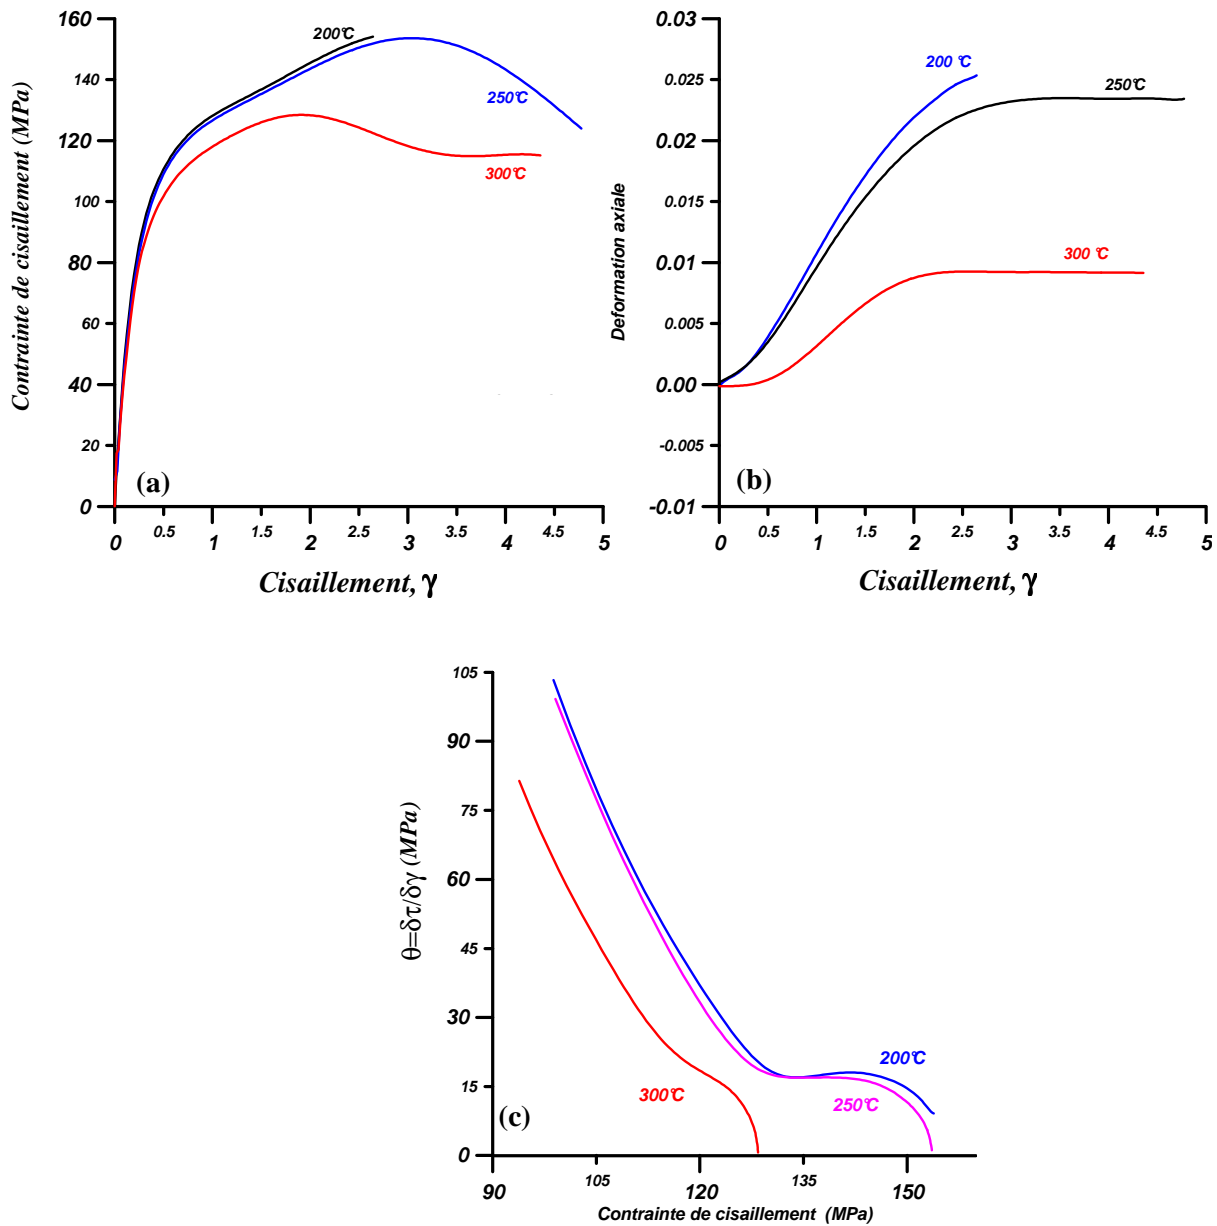 160
140
120
100
80
60
40
20
0
Contrainte de cisaillement (MPa)
200℃
250℃
300℃
(a)
0 0.5 1 1.5 2 2.5 3 3.5 4 4.5 5
Cisaillement, γ
0.03
0.025
0.02
0.015
0.01
0.005
0.00
-0.005
-0.01
Deformation axiale
200 ℃
250℃
300 ℃
(b)
0 0.5 1 1.5 2 2.5 3 3.5 4 4.5 5
Cisaillement, γ
105
90
75
60
45
30
15
0
θ=δτ/δγ (MPa)
200℃
250℃
300℃
(c)
90 105 120 135 150
Contrainte de cisaillement (MPa)